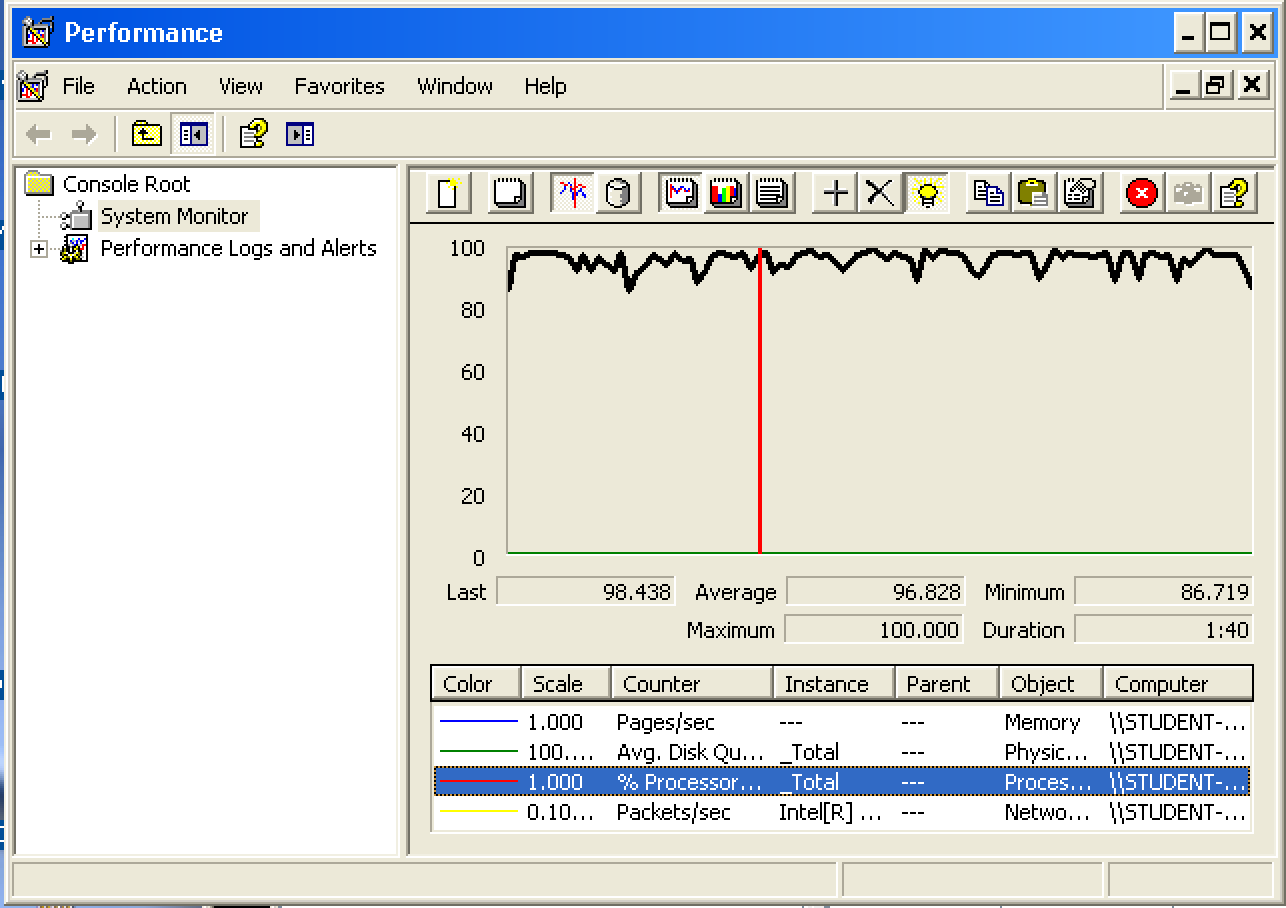 Performance
File Action View Favorites Window Help
Console Root
System Monitor
Performance Logs and Alerts
100
80
60
40
20
0
Last 98.438 Average 96.828 Minimum 86.719
Maximum 100.000 Duration 1:40
Color Scale Counter Instance Parent Object Computer
1.000 Pages/sec --- --- Memory \\STUDENT-...
100.... Avg. Disk Qu... _Total --- Physic... \\STUDENT-...
1.000 % Processor... _Total --- Proces... \\STUDENT-...
0.10... Packets/sec Intel[R] ... --- Netwo... \\STUDENT-...